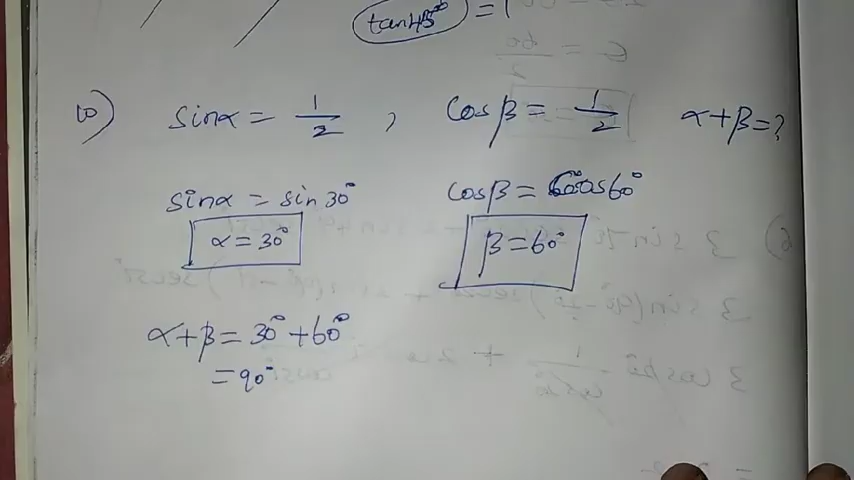 tan45° = 1
10) sinα = 1/2 , cosβ = 1/2 α+β=?
sinα = sin30° cosβ = cos60°
α=30° β=60°
α+β = 30°+60°
=90°